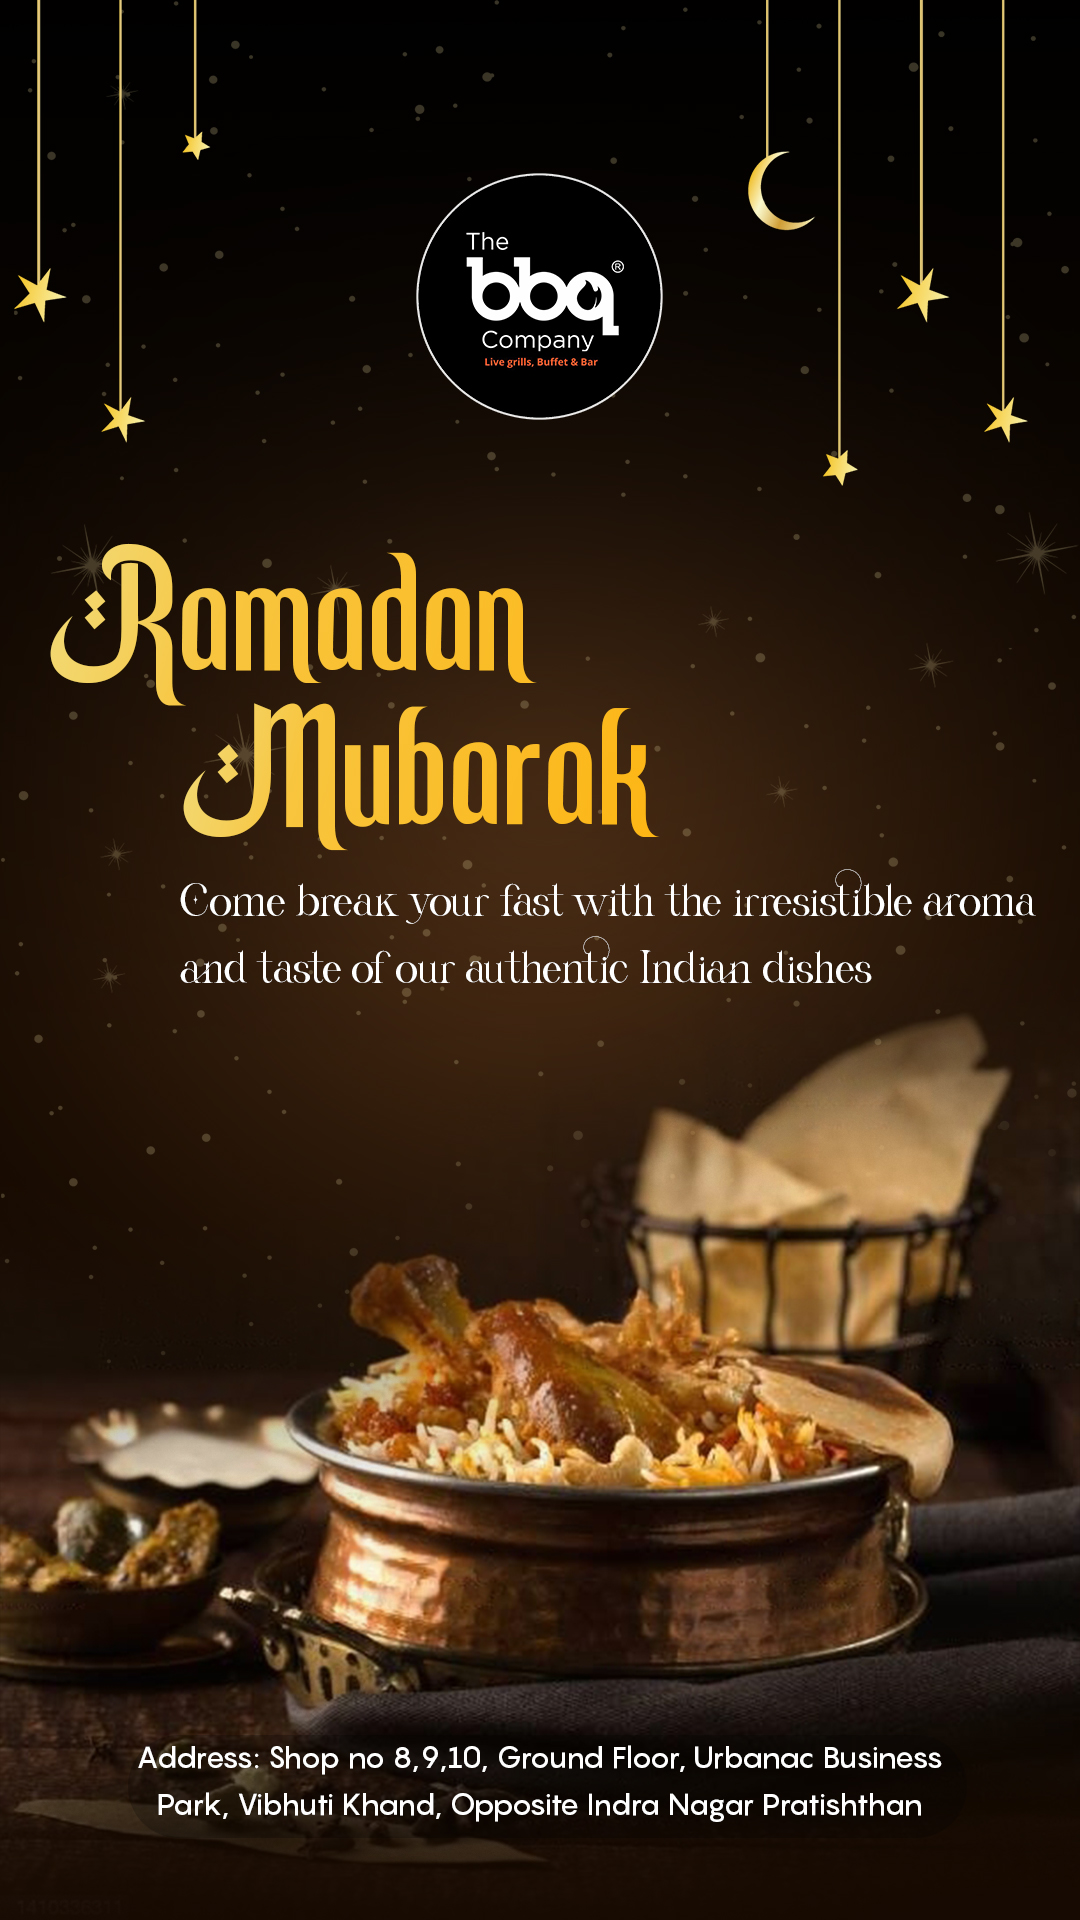 The
bbq®
Company
Live grills, Buffet & Bar
Ramadan
Mubarak
Come break your fast with the irresistible aroma
and taste of our authentic Indian dishes
Address: Shop no 8,9,10, Ground Floor, Urbanac Business
Park, Vibhuti Khand, Opposite Indra Nagar Pratishthan